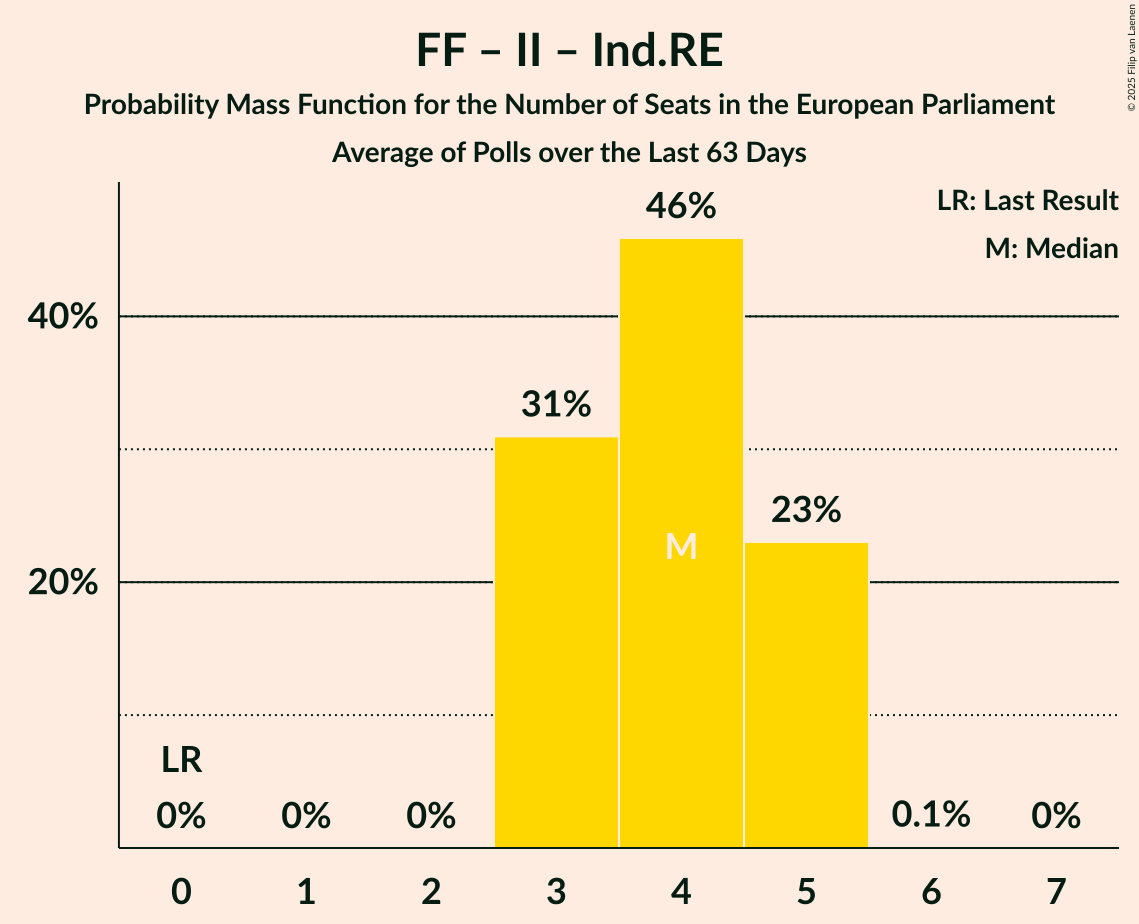 FF – II – Ind.RE
Probability Mass Function for the Number of Seats in the European Parliament
Average of Polls over the Last 63 Days
© 2025 Filip van Laenen
LR: Last Result
M: Median
46%
40%
31%
23%
M
20%
LR
0% 0% 0% 0.1% 0%
0 1 2 3 4 5 6 7